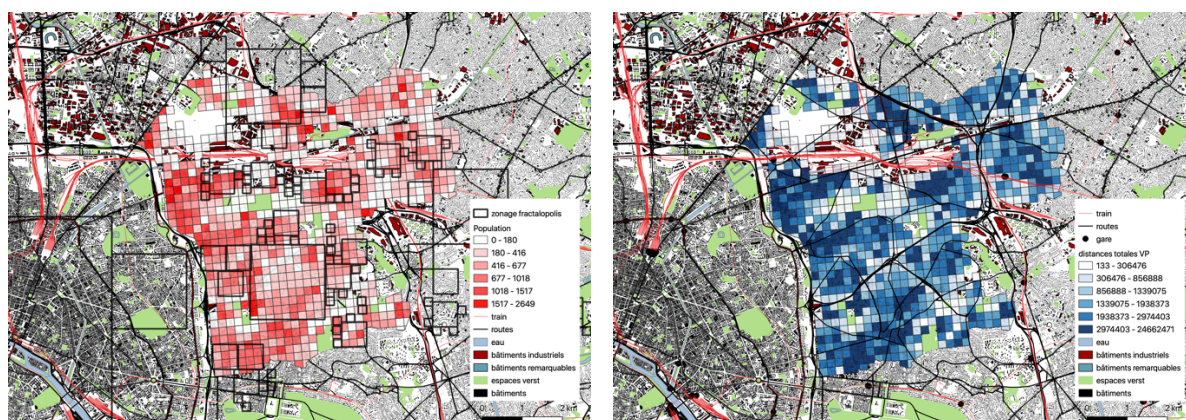 zonage fractalopolis
Population
0 - 180
180 - 416
416 - 677
677 - 1018
1018 - 1517
1517 - 2649
train
routes
eau
bâtiments industriels
bâtiments remarquables
espaces verst
bâtiments
0 1 2 km
train
routes
gare
distances totales VP
133 - 306476
306476 - 856888
856888 - 1339075
1339075 - 1938373
1938373 - 2974403
2974403 - 24662471
eau
bâtiments industriels
bâtiments remarquables
espaces verst
bâtiments
0 1 2 km